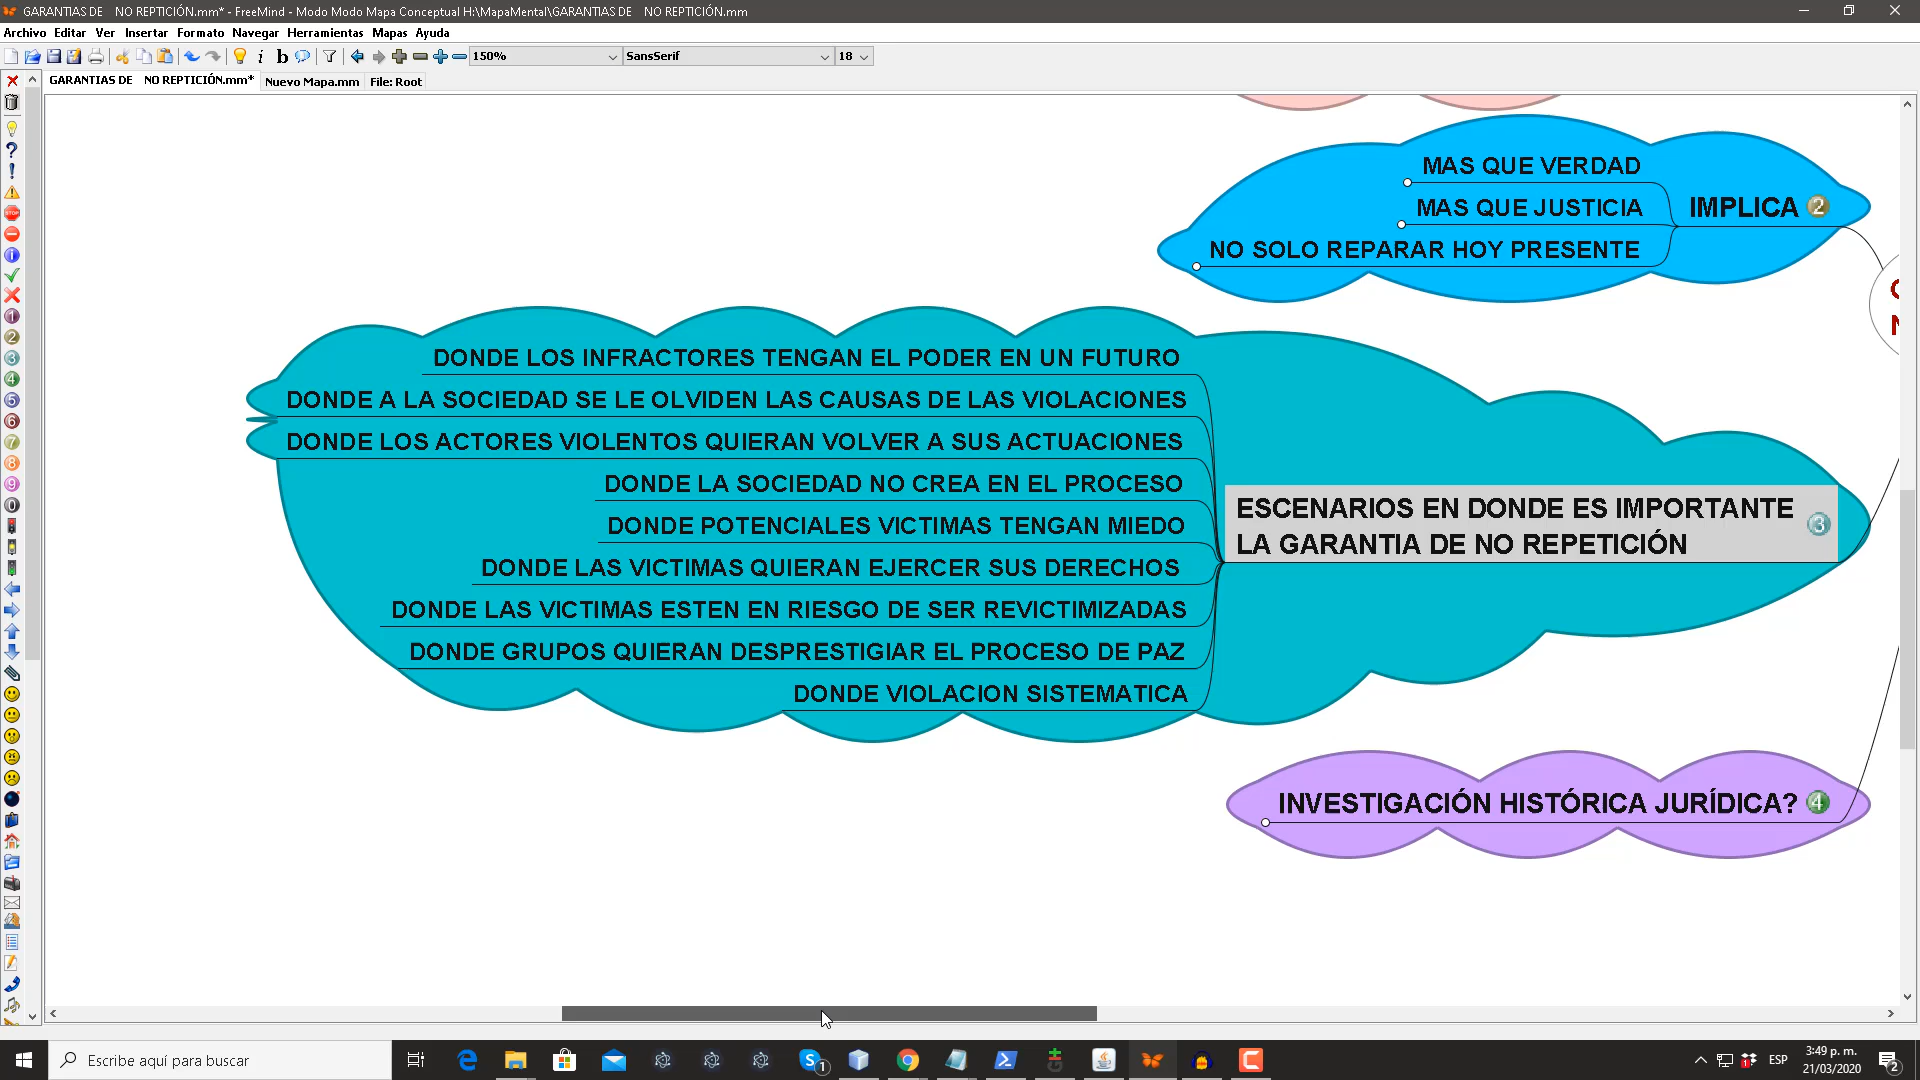 GARANTIAS DE    NO REPTICIÓN.mm* - FreeMind - Modo Modo Mapa Conceptual H:\MapaMental\GARANTIAS DE    NO REPTICIÓN.mm
Archivo Editar Ver Insertar Formato Navegar Herramientas Mapas Ayuda
150% SansSerif 18
GARANTIAS DE    NO REPTICIÓN.mm* Nuevo Mapa.mm File: Root
MAS QUE VERDAD
MAS QUE JUSTICIA
NO SOLO REPARAR HOY PRESENTE
IMPLICA 2
DONDE LOS INFRACTORES TENGAN EL PODER EN UN FUTURO
DONDE A LA SOCIEDAD SE LE OLVIDEN LAS CAUSAS DE LAS VIOLACIONES
DONDE LOS ACTORES VIOLENTOS QUIERAN VOLVER A SUS ACTUACIONES
DONDE LA SOCIEDAD NO CREA EN EL PROCESO
DONDE POTENCIALES VICTIMAS TENGAN MIEDO
DONDE LAS VICTIMAS QUIERAN EJERCER SUS DERECHOS
DONDE LAS VICTIMAS ESTEN EN RIESGO DE SER REVICTIMIZADAS
DONDE GRUPOS QUIERAN DESPRESTIGIAR EL PROCESO DE PAZ
DONDE VIOLACION SISTEMATICA
ESCENARIOS EN DONDE ES IMPORTANTE
LA GARANTIA DE NO REPETICIÓN 3
INVESTIGACIÓN HISTÓRICA JURÍDICA? 4
Escribe aquí para buscar
ESP
3:49 p. m.
21/03/2020